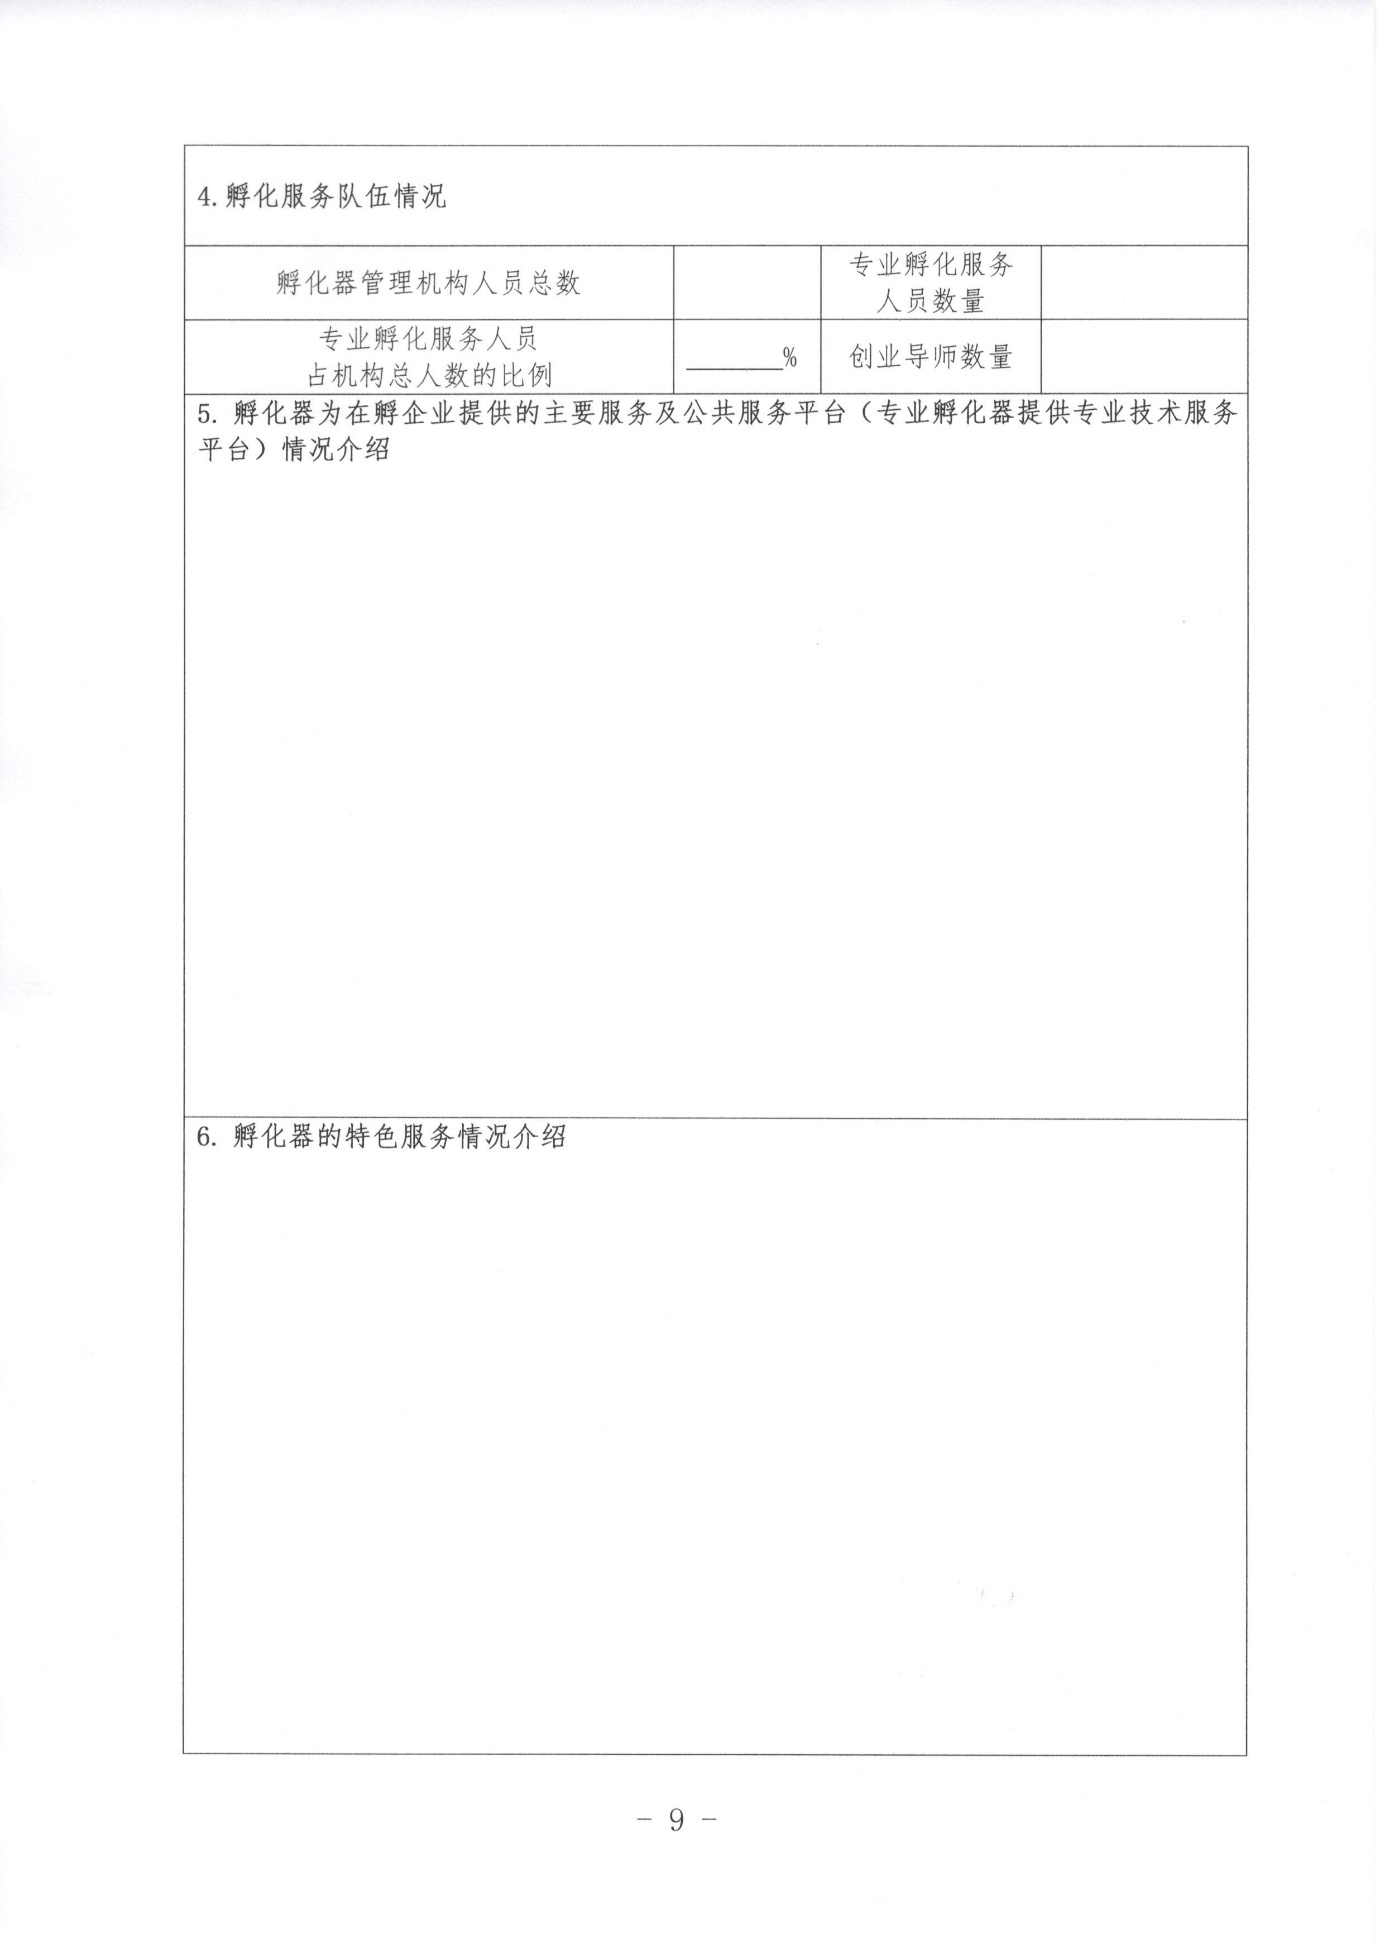 4.孵化服务队伍情况
孵化器管理机构人员总数
专业孵化服务
人员数量
专业孵化服务人员
占机构总人数的比例
________%
创业导师数量
5. 孵化器为在孵企业提供的主要服务及公共服务平台（专业孵化器提供专业技术服务
平台）情况介绍
6. 孵化器的特色服务情况介绍
- 9 -